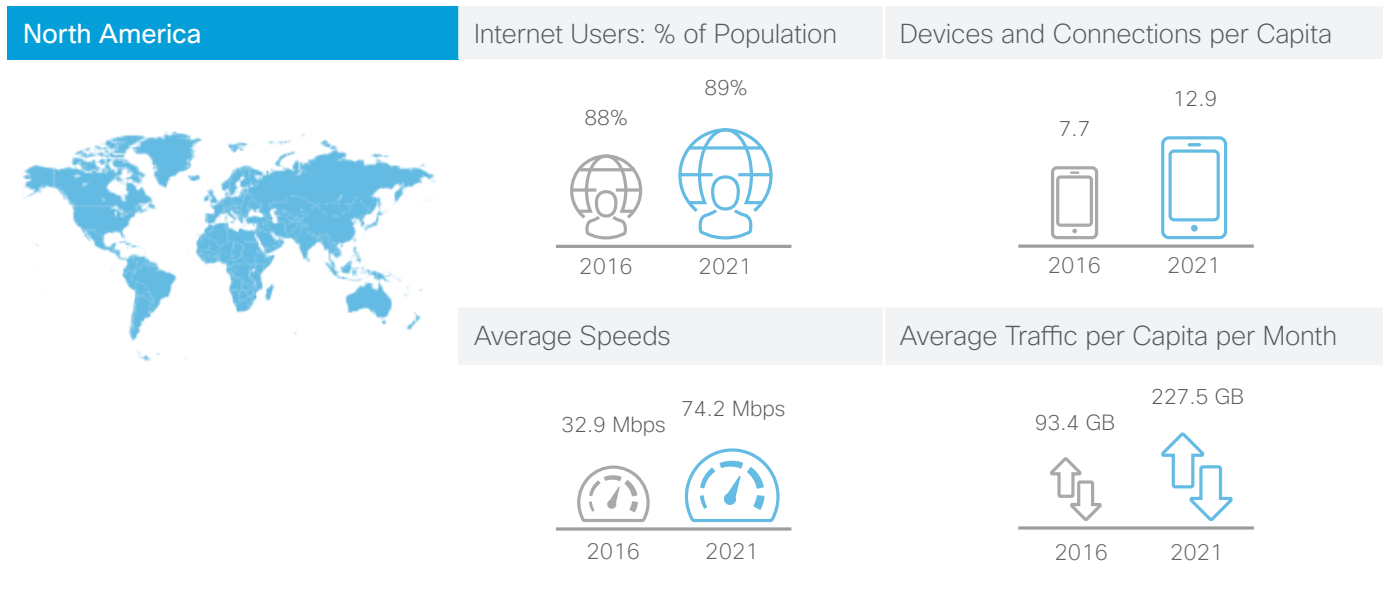 North America
Internet Users: % of Population
Devices and Connections per Capita
88%
89%
2016
2021
7.7
12.9
2016
2021
Average Speeds
Average Traffic per Capita per Month
32.9 Mbps
74.2 Mbps
2016
2021
93.4 GB
227.5 GB
2016
2021